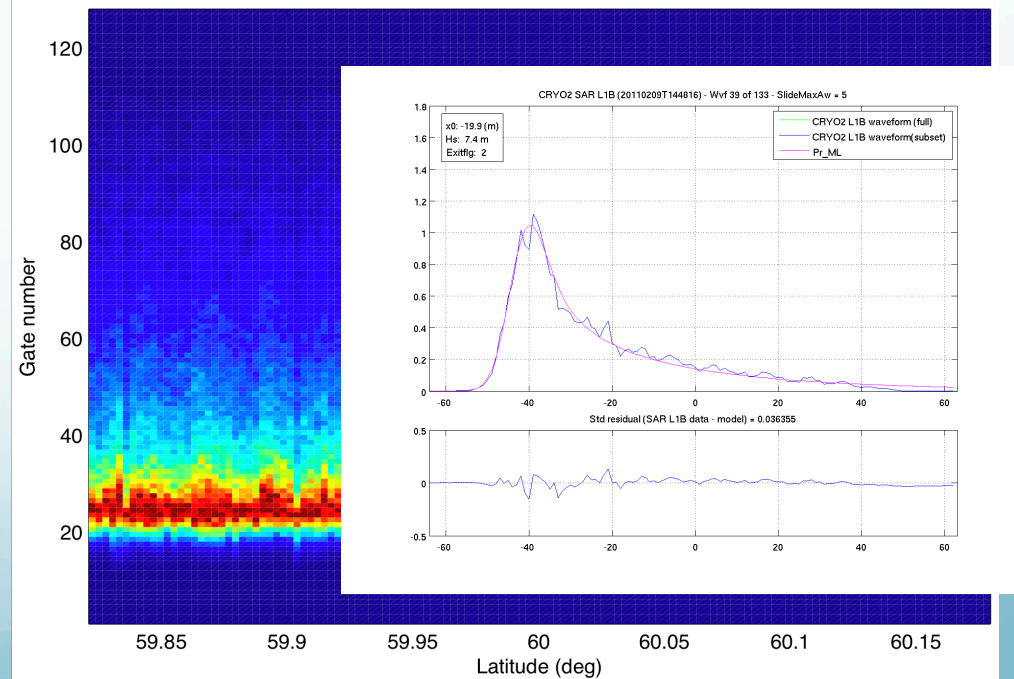 120
100
80
60
40
20
Gate number
59.85 59.9 59.95 60 60.05 60.1 60.15
Latitude (deg)
CRYO2 SAR L1B (20110209T144816) - Wvf 39 of 133 - SlideMaxAw = 5
1.8
1.6
1.4
1.2
1
0.8
0.6
0.4
0.2
0
x0: -19.9 (m)
Hs: 7.4 m
Exitflg: 2
CRYO2 L1B waveform (full)
CRYO2 L1B waveform(subset)
Pr_ML
-60 -40 -20 0 20 40 60
Std residual (SAR L1B data - model) = 0.036355
0.5
0
-0.5
-60 -40 -20 0 20 40 60